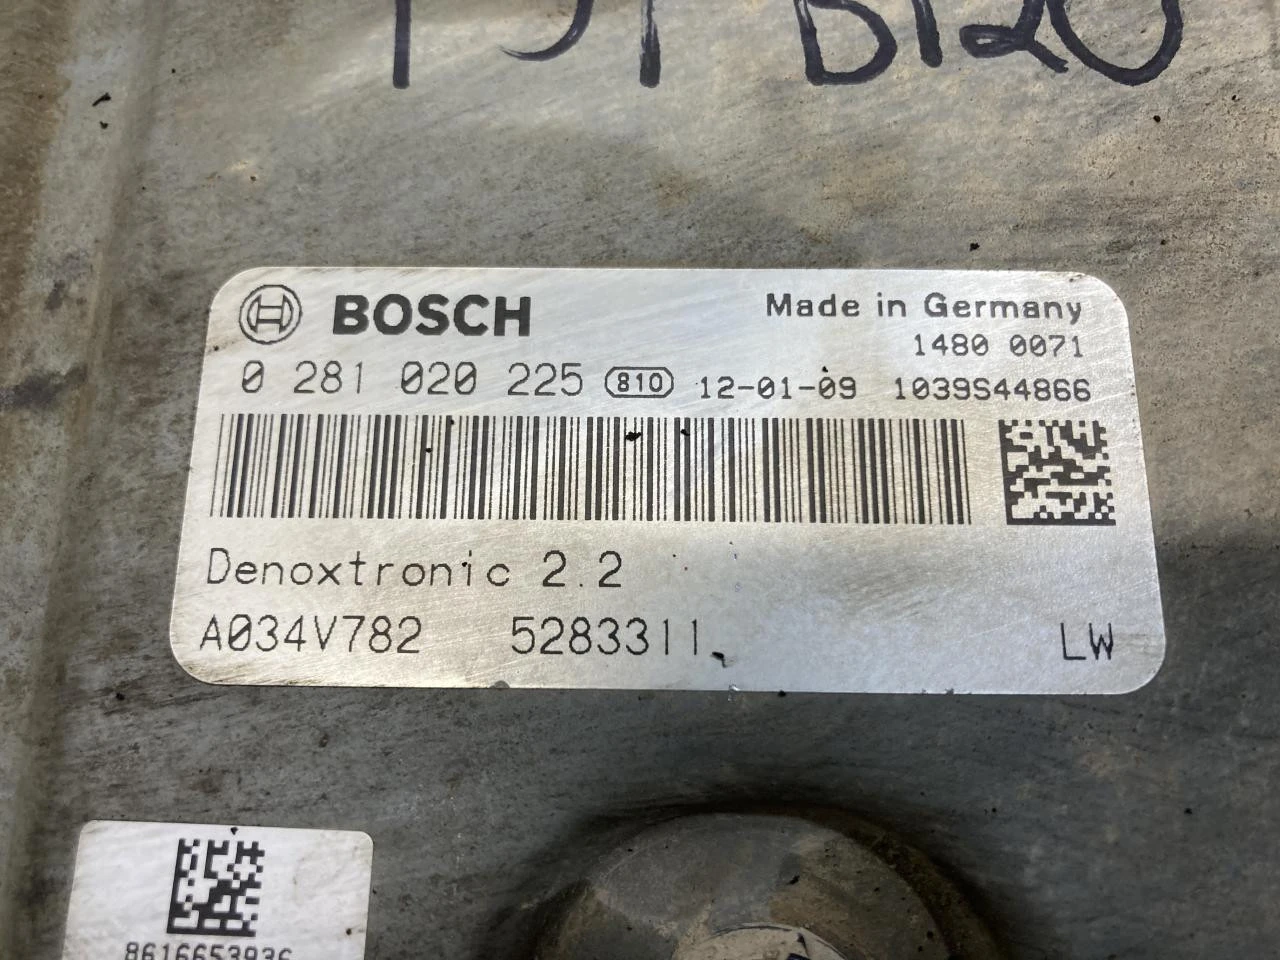 BOSCH
Made in Germany
1480 0071
0 281 020 225 810 12-01-09 1039S44866
Denoxtronic 2.2
A034V782 5283311 LW
8616653936